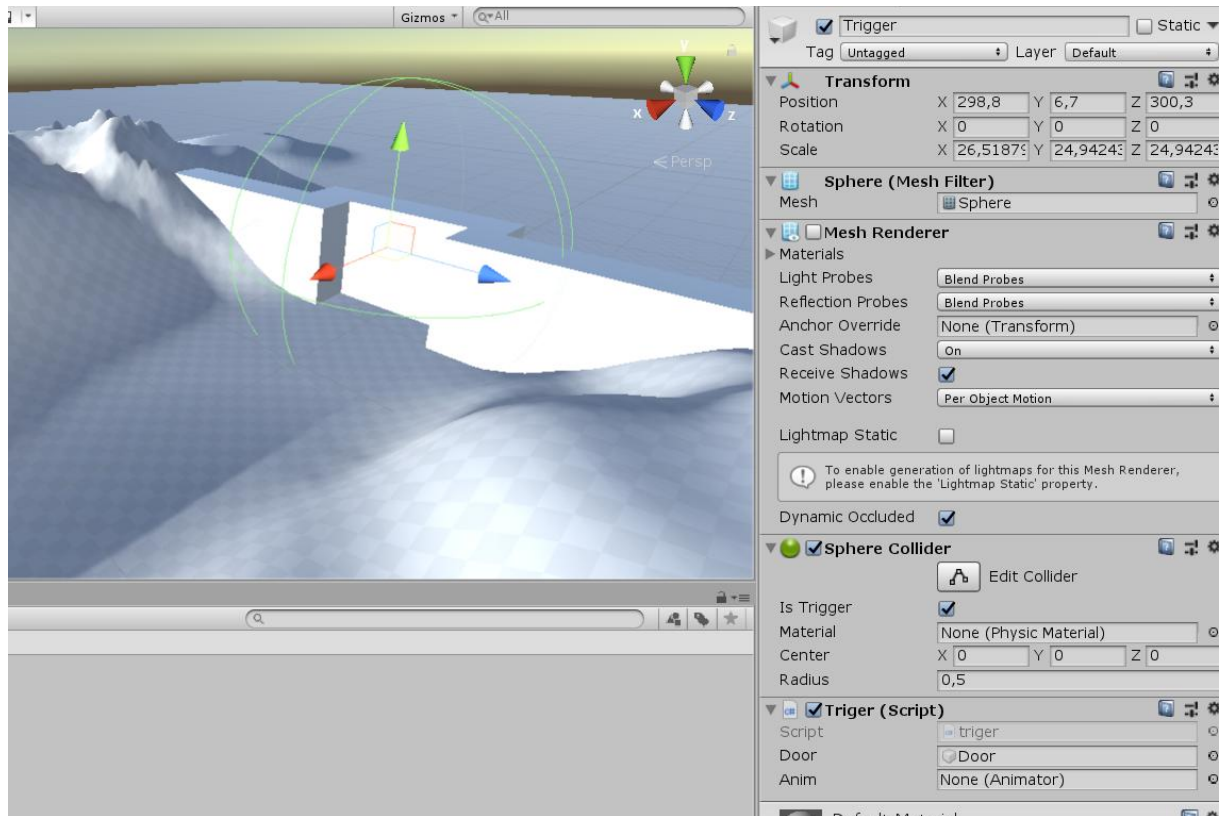 Gizmos
All
y
x
z
Persp
Trigger
Static
Tag Untagged Layer Default
Transform
Position X 298,8 Y 6,7 Z 300,3
Rotation X 0 Y 0 Z 0
Scale X 26,51879 Y 24,94243 Z 24,94243
Sphere (Mesh Filter)
Mesh Sphere
Mesh Renderer
Materials
Light Probes Blend Probes
Reflection Probes Blend Probes
Anchor Override None (Transform)
Cast Shadows On
Receive Shadows
Motion Vectors Per Object Motion
Lightmap Static
To enable generation of lightmaps for this Mesh Renderer,
please enable the 'Lightmap Static' property.
Dynamic Occluded
Sphere Collider
Edit Collider
Is Trigger
Material None (Physic Material)
Center X 0 Y 0 Z 0
Radius 0,5
Triger (Script)
Script triger
Door Door
Anim None (Animator)